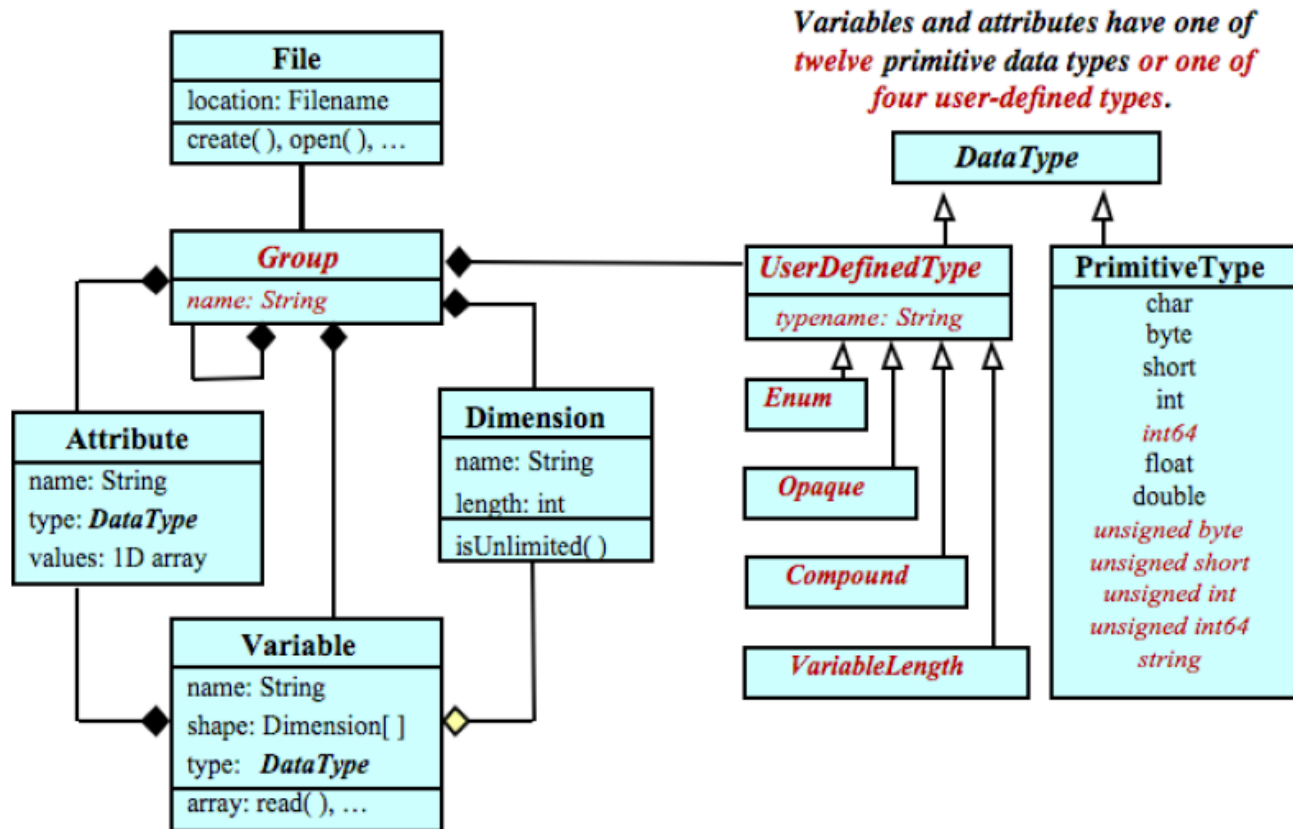 Variables and attributes have one of
twelve primitive data types or one of
four user-defined types.
File
location: Filename
create( ), open( ), …
Group
name: String
Attribute
name: String
type: DataType
values: 1D array
Dimension
name: String
length: int
isUnlimited( )
Variable
name: String
shape: Dimension[ ]
type: DataType
array: read( ), …
DataType
UserDefinedType
typename: String
Enum
Opaque
Compound
VariableLength
PrimitiveType
char
byte
short
int
int64
float
double
unsigned byte
unsigned short
unsigned int
unsigned int64
string